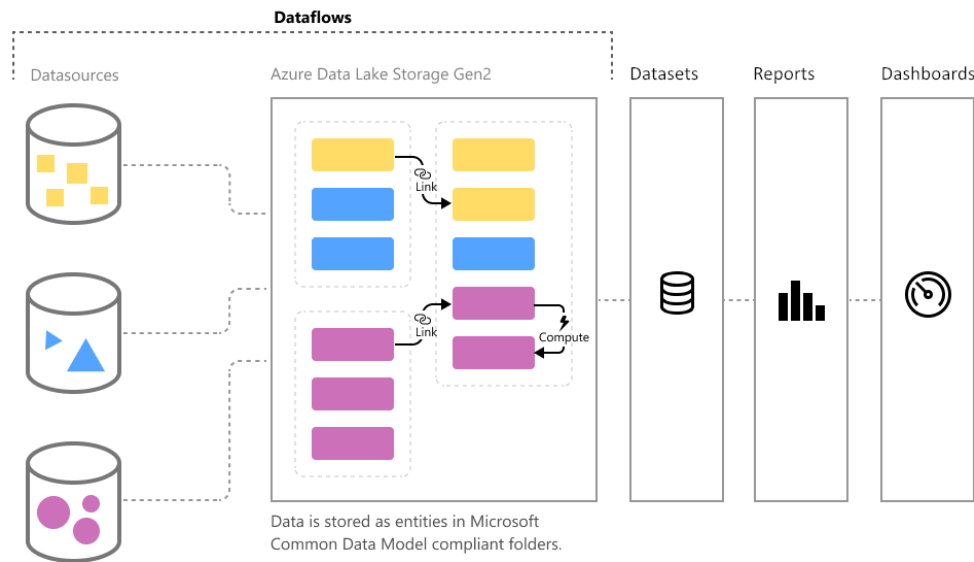 Dataflows
Datasources
Azure Data Lake Storage Gen2
Datasets
Reports
Dashboards
Link
Link
Compute
Data is stored as entities in Microsoft
Common Data Model compliant folders.